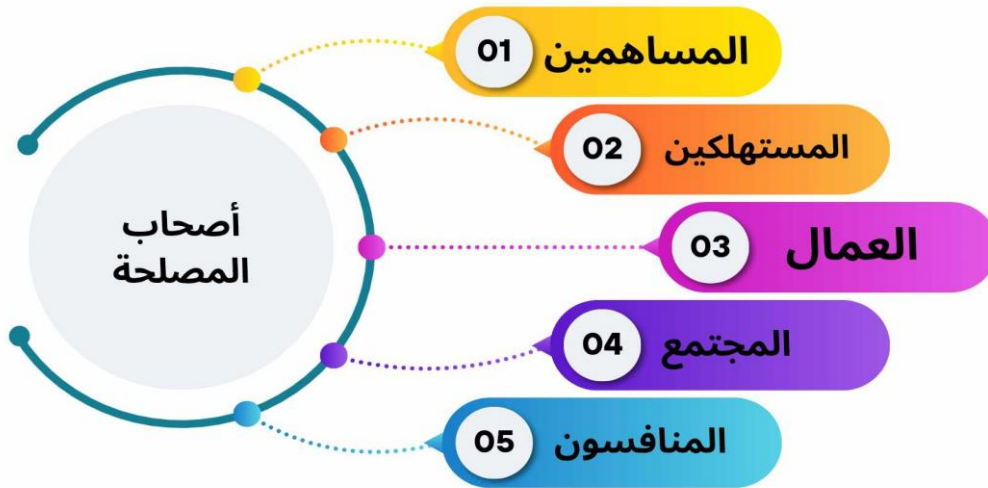 أصحاب
المصلحة
01 المساهمين
02 المستهلكين
03 العمال
04 المجتمع
05 المنافسون